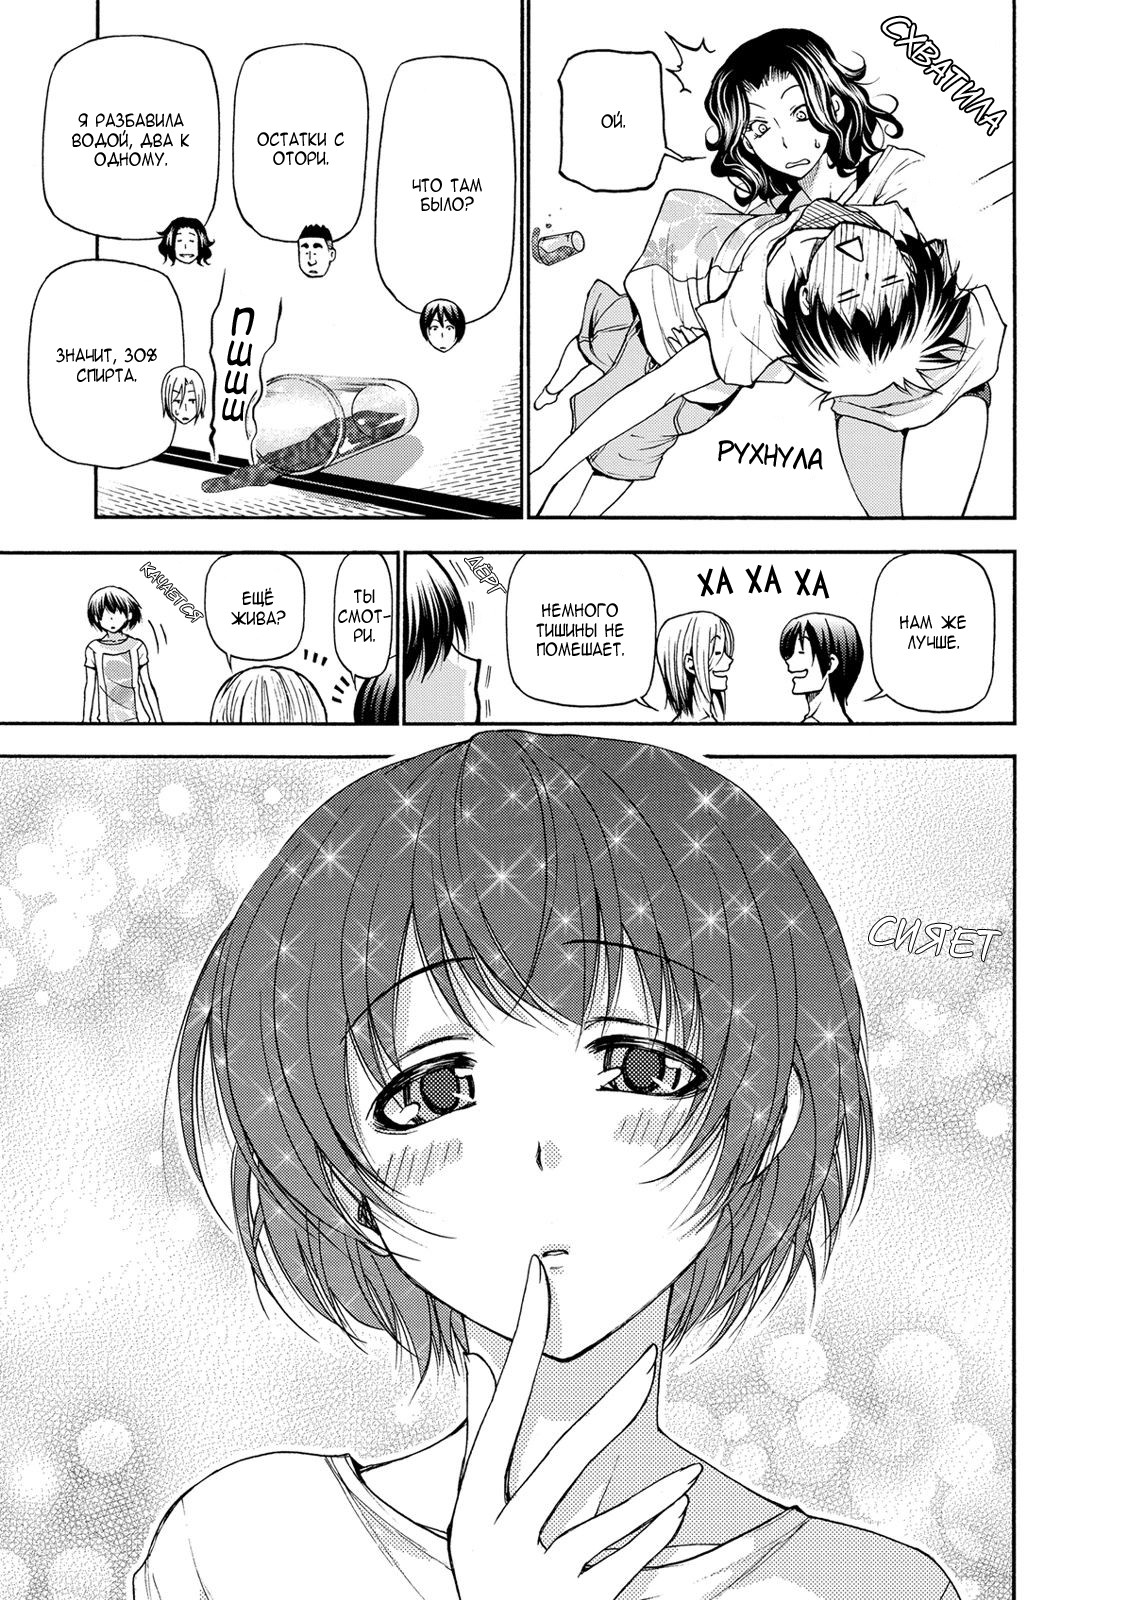 СХВАТИЛА
ОЙ.
РУХНУЛА
ЧТО ТАМ
БЫЛО?
ОСТАТКИ С
ОТОРИ.
Я РАЗБАВИЛА
ВОДОЙ, ДВА К
ОДНОМУ.
ЗНАЧИТ, 30%
СПИРТА.
ПШШШ
НАМ ЖЕ
ЛУЧШЕ.
ХА ХА ХА
НЕМНОГО
ТИШИНЫ НЕ
ПОМЕШАЕТ.
ДЁРГ
ТЫ
СМОТ-
РИ.
ЕЩЁ
ЖИВА?
КАЧАЕТСЯ
СИЯЕТ